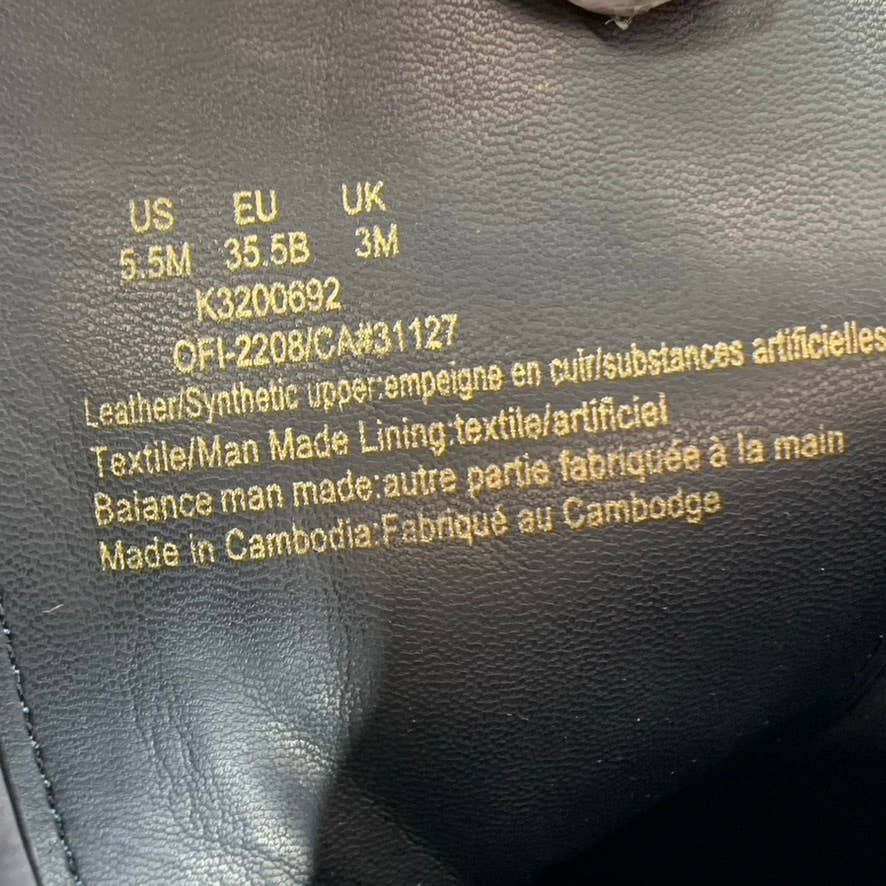 US EU UK
5.5M 35.5B 3M
K3200692
OFI-2208/CA#31127
Leather/Synthetic upper:empeigne en cuir/substances artificielles
Textile/Man Made Lining:textile/artificiel
Balance man made:autre partie fabriquée à la main
Made in Cambodia:Fabriqué au Cambodge